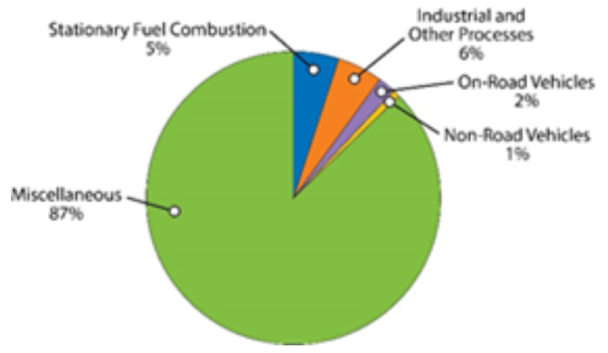 Stationary Fuel Combustion
5%
Industrial and
Other Processes
6%
On-Road Vehicles
2%
Non-Road Vehicles
1%
Miscellaneous
87%